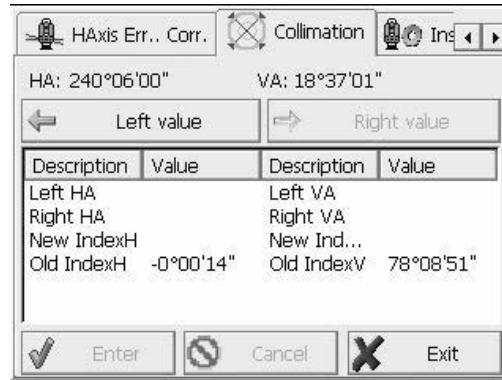 HAxis Err.. Corr. Collimation Ins
HA: 240°06'00" VA: 18°37'01"
Left value Right value
Description Value Description Value
Left HA Left VA
Right HA Right VA
New IndexH New Ind...
Old IndexH -0°00'14" Old IndexV 78°08'51"
Enter Cancel Exit